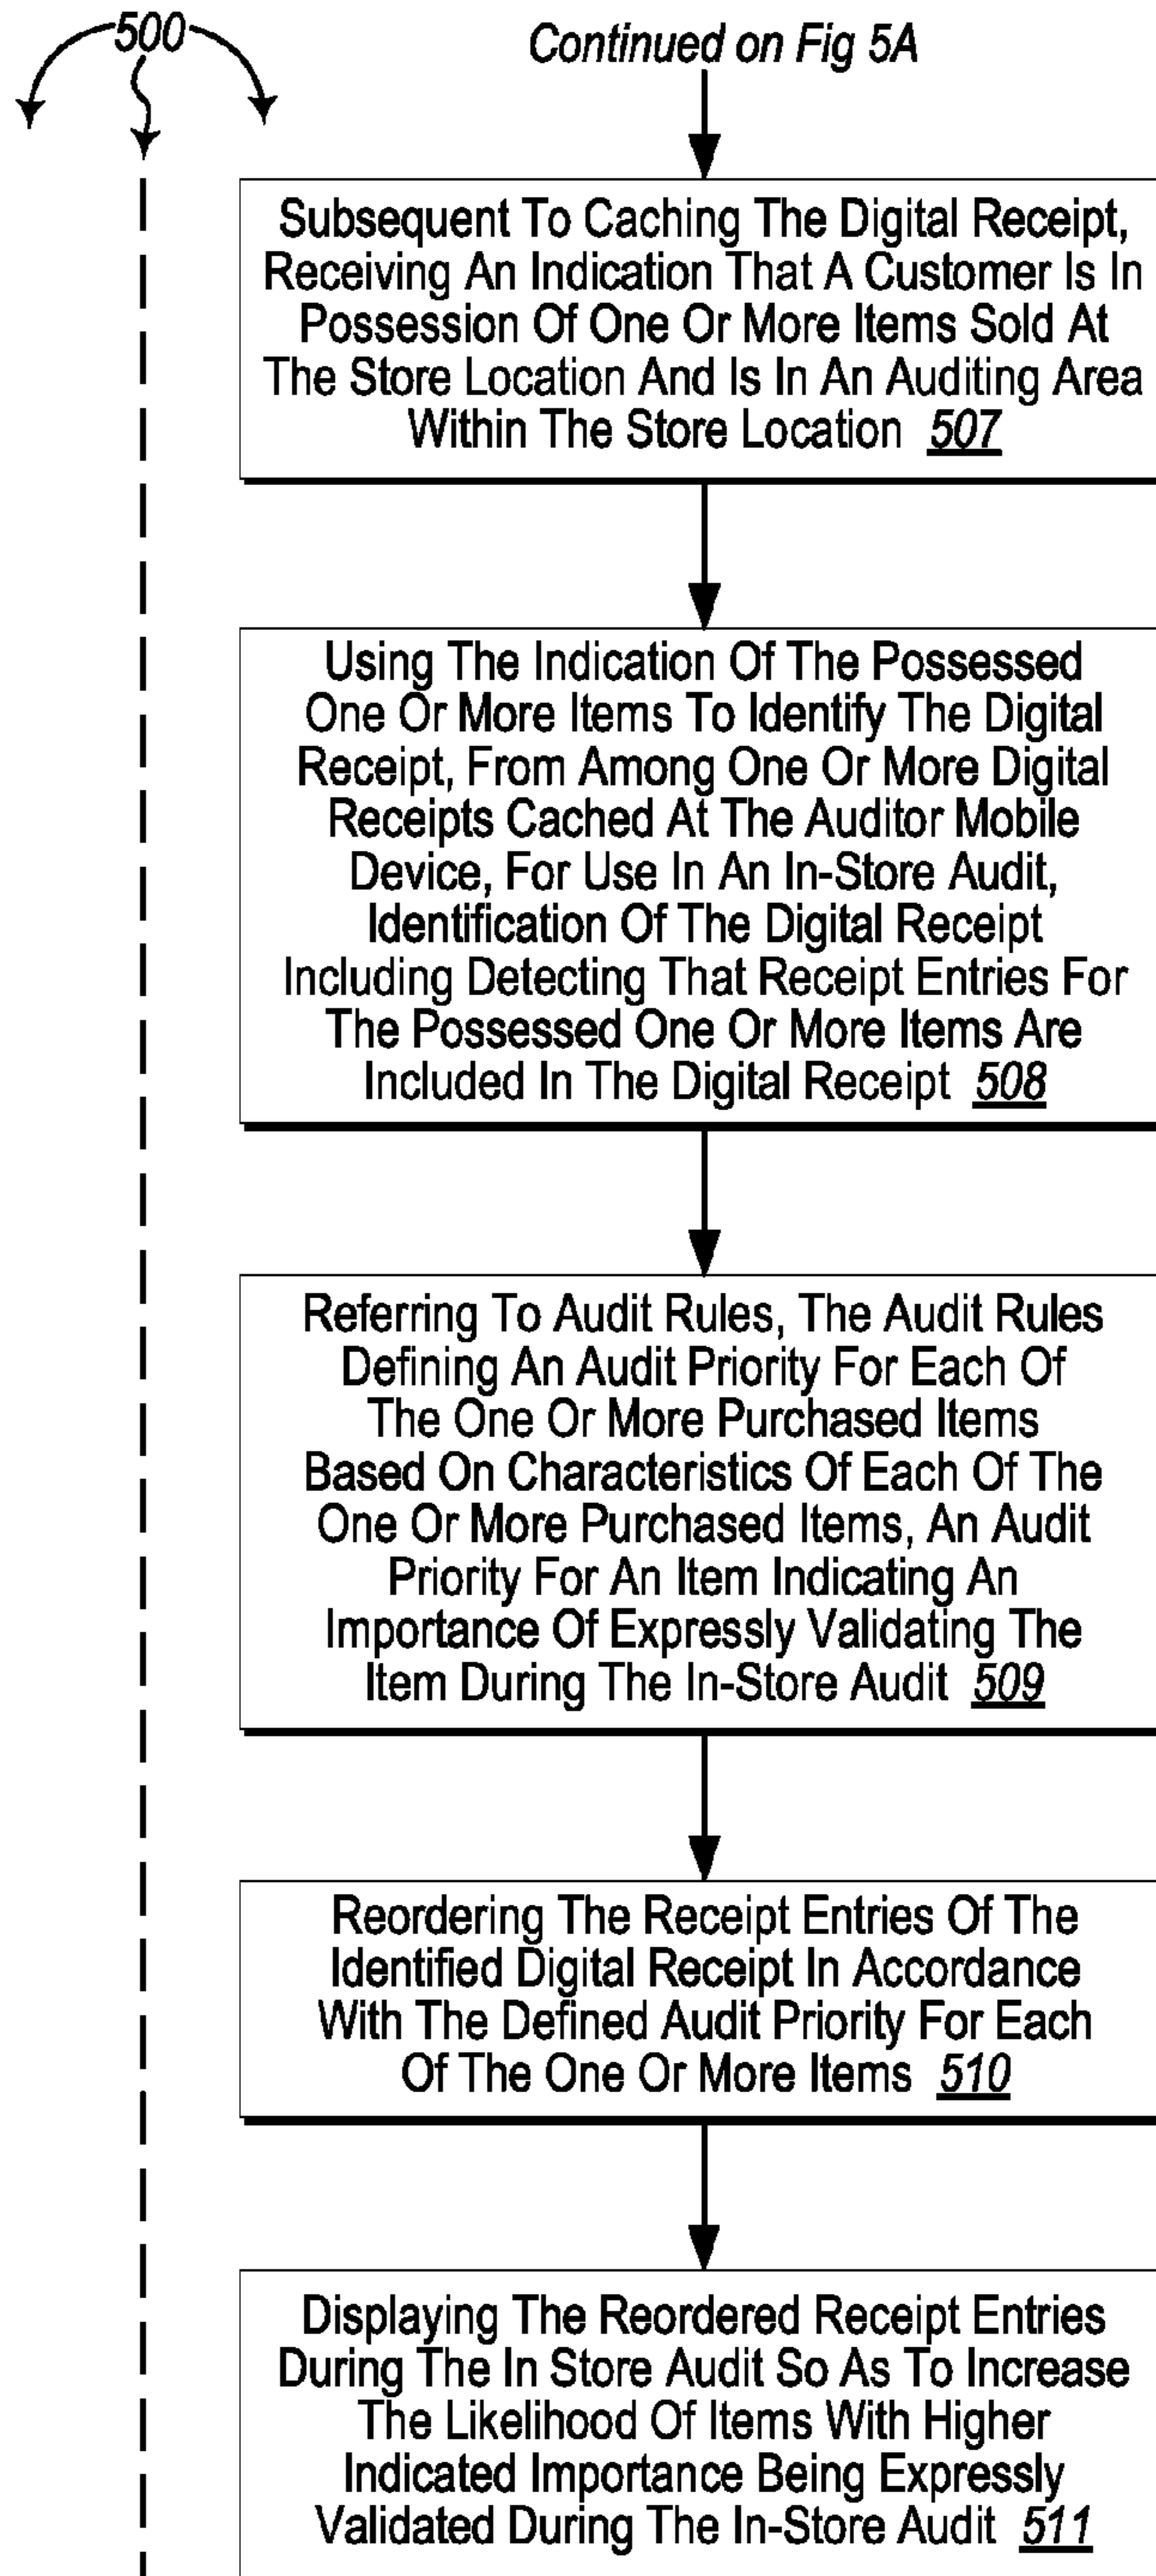 500
Continued on Fig 5A
Subsequent To Caching The Digital Receipt,
Receiving An Indication That A Customer Is In
Possession Of One Or More Items Sold At
The Store Location And Is In An Auditing Area
Within The Store Location 507
Using The Indication Of The Possessed
One Or More Items To Identify The Digital
Receipt, From Among One Or More Digital
Receipts Cached At The Auditor Mobile
Device, For Use In An In-Store Audit,
Identification Of The Digital Receipt
Including Detecting That Receipt Entries For
The Possessed One Or More Items Are
Included In The Digital Receipt 508
Referring To Audit Rules, The Audit Rules
Defining An Audit Priority For Each Of
The One Or More Purchased Items
Based On Characteristics Of Each Of The
One Or More Purchased Items, An Audit
Priority For An Item Indicating An
Importance Of Expressly Validating The
Item During The In-Store Audit 509
Reordering The Receipt Entries Of The
Identified Digital Receipt In Accordance
With The Defined Audit Priority For Each
Of The One Or More Items 510
Displaying The Reordered Receipt Entries
During The In Store Audit So As To Increase
The Likelihood Of Items With Higher
Indicated Importance Being Expressly
Validated During The In-Store Audit 511